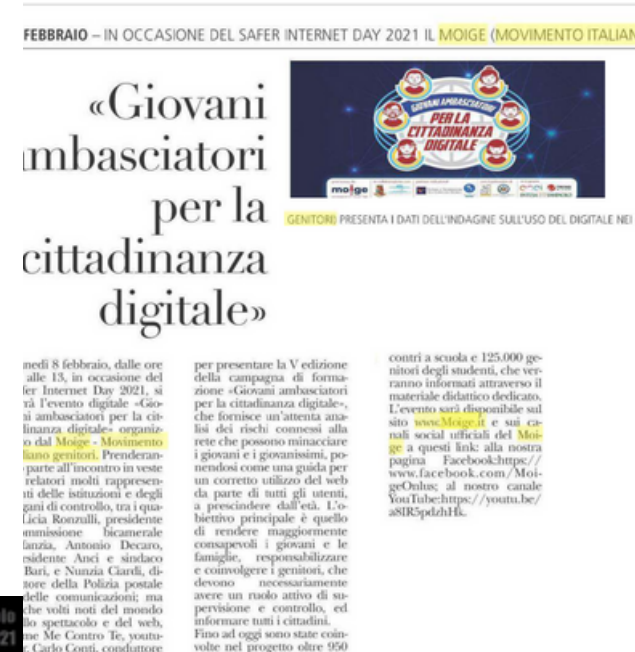 FEBBRAIO – IN OCCASIONE DEL SAFER INTERNET DAY 2021 IL MOIGE (MOVIMENTO ITALIAN
«Giovani
mbasciatori
per la
cittadinanza
digitale»
GIOVANI AMBASCIATORI
PER LA
CITTADINANZA
DIGITALE
moige
GENITORI) PRESENTA I DATI DELL'INDAGINE SULL'USO DEL DIGITALE NEI
nedì 8 febbraio, dalle ore
alle 13, in occasione del
er Internet Day 2021, si
rà l'evento digitale «Gio-
ni ambasciatori per la cit-
linanza digitale» organiz-
o dal Moige - Movimento
liano genitori. Prenderan-
parte all'incontro in veste
relatori molti rappresen-
ti delle istituzioni e degli
gani di controllo, tra i qua-
Licia Ronzulli, presidente
mmissione bicamerale
fanzia, Antonio Decaro,
esidente Anci e sindaco
Bari, e Nunzia Ciardi, di-
tore della Polizia postale
delle comunicazioni; ma
che volti noti del mondo
lo spettacolo e del web,
me Me Contro Te, youtu-
Carlo Conti, conduttore
per presentare la V edizione
della campagna di forma-
zione «Giovani ambasciatori
per la cittadinanza digitale»,
che fornisce un'attenta ana-
lisi dei rischi connessi alla
rete che possono minacciare
i giovani e i giovanissimi, po-
nendosi come una guida per
un corretto utilizzo del web
da parte di tutti gli utenti,
a prescindere dall'età. L'o-
biettivo principale è quello
di rendere maggiormente
consapevoli i giovani e le
famiglie, responsabilizzare
e coinvolgere i genitori, che
devono necessariamente
avere un ruolo attivo di su-
pervisione e controllo, ed
informare tutti i cittadini.
Fino ad oggi sono state coin-
volte nel progetto oltre 950
contri a scuola e 125.000 ge-
nitori degli studenti, che ver-
ranno informati attraverso il
materiale didattico dedicato.
L'evento sarà disponibile sul
sito www.Moige.it e sui ca-
nali social ufficiali del Moi-
ge a questi link: alla nostra
pagina Facebook:https://
www.facebook.com/Moi-
geOnlus; al nostro canale
YouTube:https://youtu.be/
a8IR5pdzhHk.
21